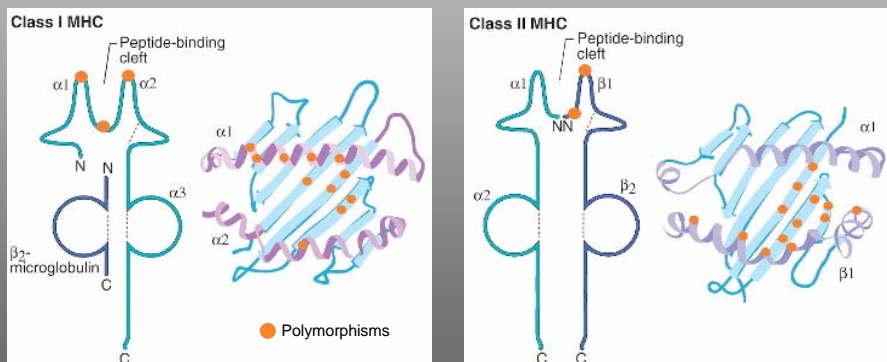 Class I MHC
Peptide-binding
cleft
α1
α2
N
N
α3
β2-
microglobulin
C
C
α1
α2
Polymorphisms
Class II MHC
Peptide-binding
cleft
α1
β1
NN
α2
β2
C
C
α1
β1